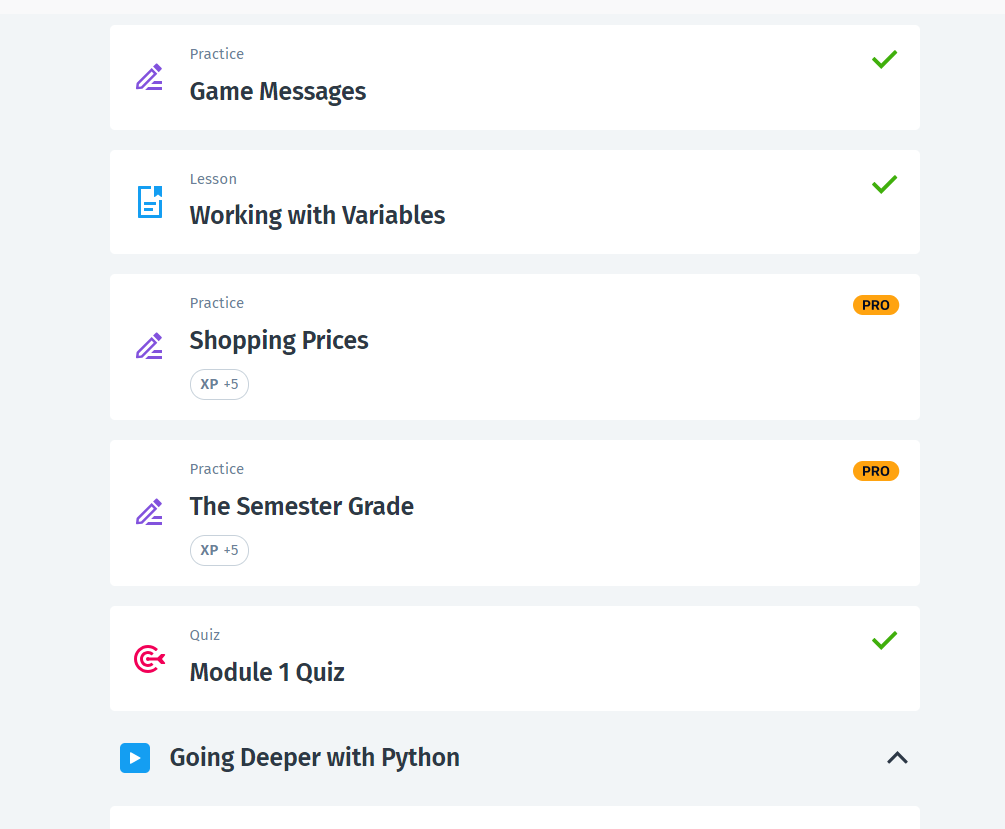 Practice
Game Messages
Lesson
Working with Variables
Practice
PRO
Shopping Prices
XP +5
Practice
PRO
The Semester Grade
XP +5
Quiz
Module 1 Quiz
Going Deeper with Python